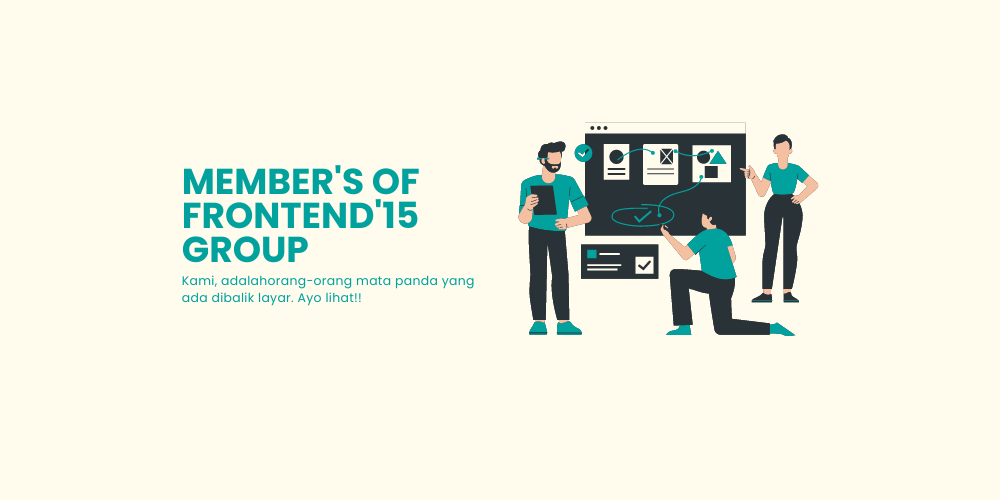 MEMBER'S OF
FRONTEND'15
GROUP
Kami, adalahorang-orang mata panda yang
ada dibalik layar. Ayo lihat!!